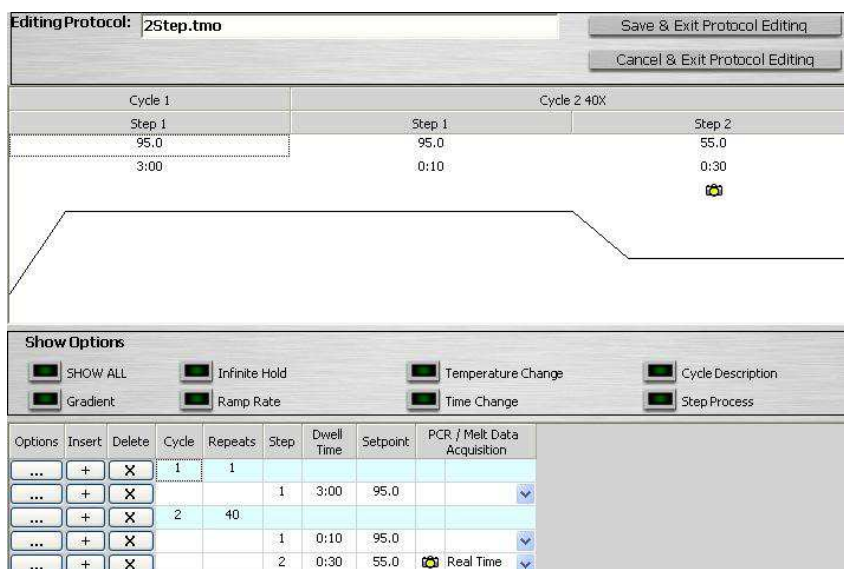 Editing Protocol: 2Step.tmo Save & Exit Protocol Editing
Cancel & Exit Protocol Editing
Cycle 1 Cycle 2 40X
Step 1 Step 1 Step 2
95.0 95.0 55.0
3:00 0:10 0:30
Show Options
SHOW ALL Infinite Hold Temperature Change Cycle Description
Gradient Ramp Rate Time Change Step Process
Options Insert Delete Cycle Repeats Step Dwell Time Setpoint PCR / Melt Data Acquisition
... + X 1 1
... + X 1 3:00 95.0
... + X 2 40
... + X 1 0:10 95.0
... + X 2 0:30 55.0 Real Time